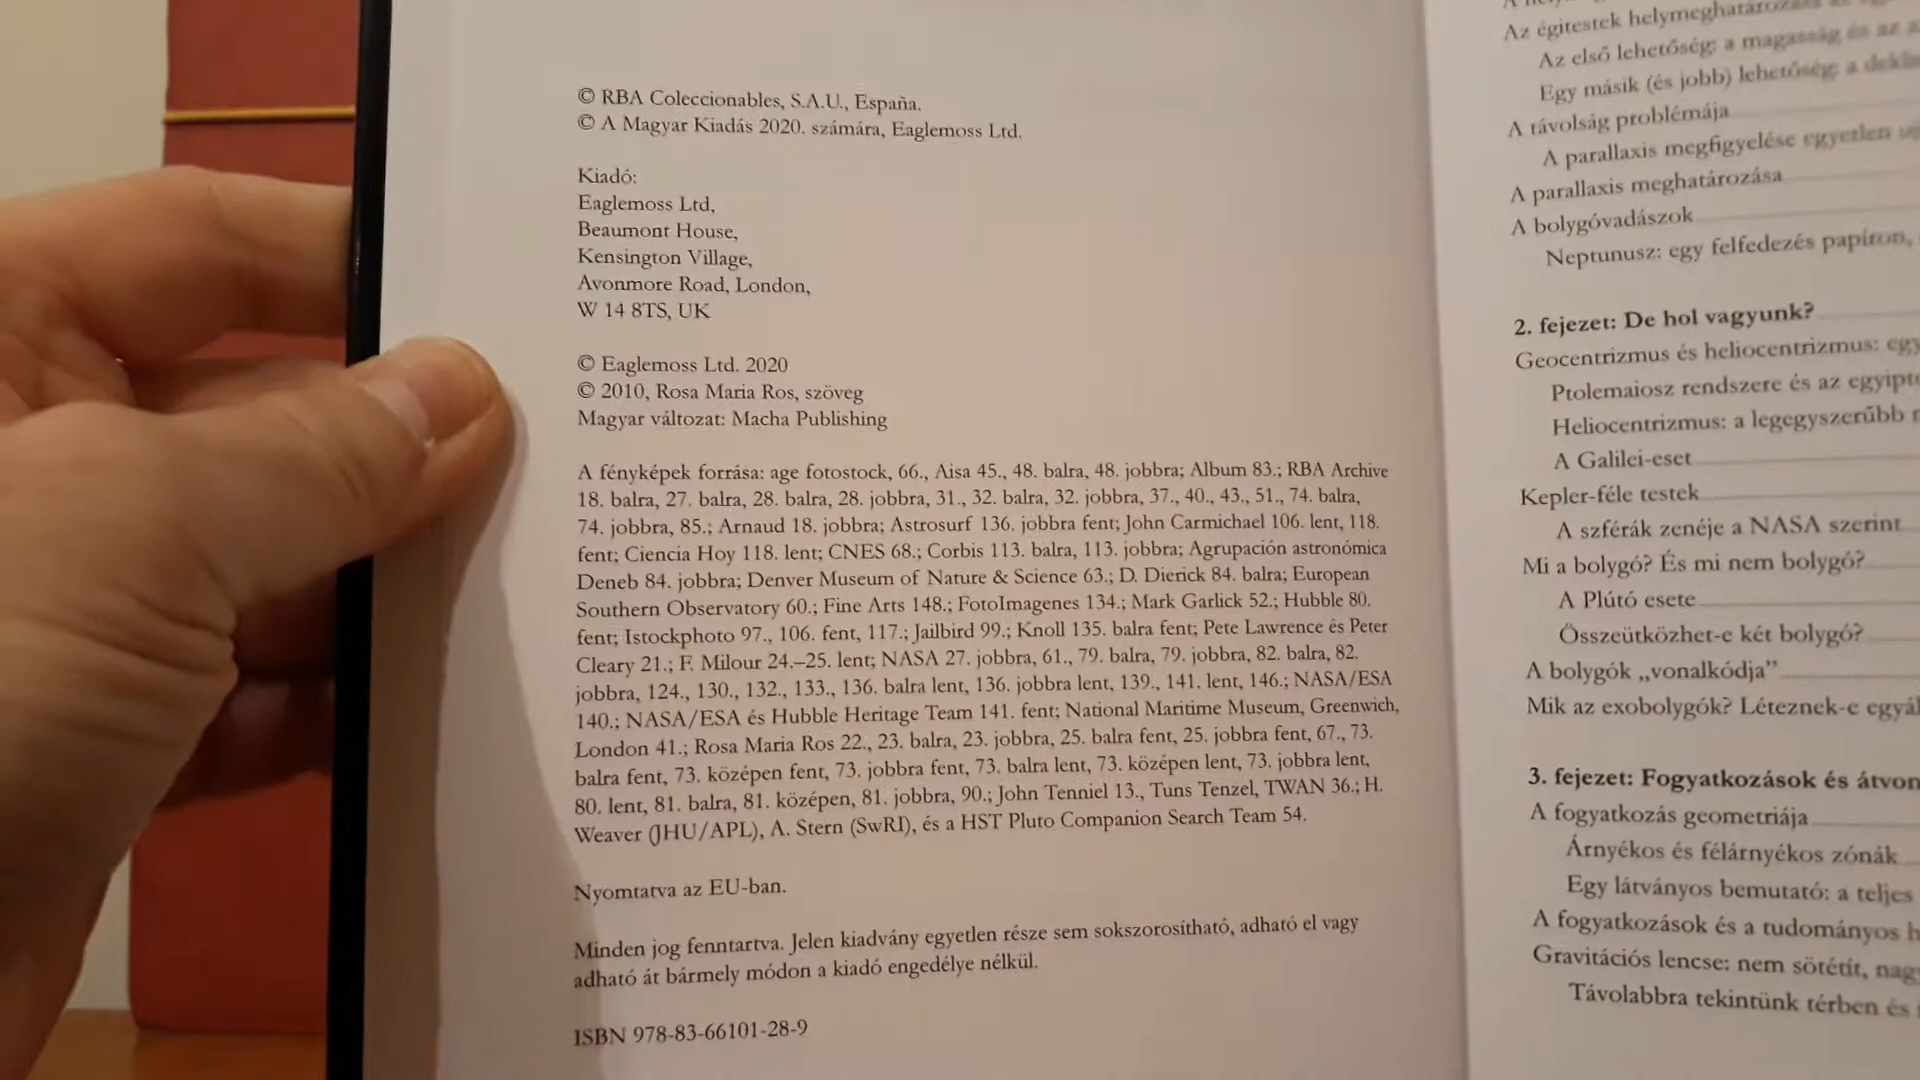 © RBA Coleccionables, S.A.U., España.
© A Magyar Kiadás 2020. számára, Eaglemoss Ltd.
Kiadó:
Eaglemoss Ltd,
Beaumont House,
Kensington Village,
Avonmore Road, London,
W 14 8TS, UK
© Eaglemoss Ltd. 2020
© 2010, Rosa Maria Ros, szöveg
Magyar változat: Macha Publishing
A fényképek forrása: age fotostock, 66., Aisa 45., 48. balra, 48. jobbra; Album 83.; RBA Archive
18. balra, 27. balra, 28. balra, 28. jobbra, 31., 32. balra, 32. jobbra, 37., 40., 43., 51., 74. balra,
74. jobbra, 85.; Arnaud 18. jobbra; Astrosurf 136. jobbra fent; John Carmichael 106. lent, 118.
fent; Ciencia Hoy 118. lent; CNES 68.; Corbis 113. balra, 113. jobbra; Agrupación astronómica
Deneb 84. jobbra; Denver Museum of Nature & Science 63.; D. Dierick 84. balra; European
Southern Observatory 60.; Fine Arts 148.; FotoImagenes 134.; Mark Garlick 52.; Hubble 80.
fent; Istockphoto 97., 106. fent, 117.; Jailbird 99.; Knoll 135. balra fent; Pete Lawrence és Peter
Cleary 21.; F. Milour 24.–25. lent; NASA 27. jobbra, 61., 79. balra, 79. jobbra, 82. balra, 82.
jobbra, 124., 130., 132., 133., 136. balra lent, 136. jobbra lent, 139., 141. lent, 146.; NASA/ESA
140.; NASA/ESA és Hubble Heritage Team 141. fent; National Maritime Museum, Greenwich,
London 41.; Rosa Maria Ros 22., 23. balra, 23. jobbra, 25. balra fent, 25. jobbra fent, 67., 73.
balra fent, 73. középen fent, 73. jobbra fent, 73. balra lent, 73. középen lent, 73. jobbra lent,
80. lent, 81. balra, 81. középen, 81. jobbra, 90.; John Tenniel 13., Tuns Tenzel, TWAN 36.; H.
Weaver (JHU/APL), A. Stern (SwRI), és a HST Pluto Companion Search Team 54.
Nyomtatva az EU-ban.
Minden jog fenntartva. Jelen kiadvány egyetlen része sem sokszorosítható, adható el vagy
adható át bármely módon a kiadó engedélye nélkül.
ISBN 978-83-66101-28-9
Az égitestek helymeghatározása
Az első lehetőség: a magasság és az
Egy másik (és jobb) lehetőség: a
A távolság problémája
A parallaxis megfigyelése egyetlen
A parallaxis meghatározása
A bolygóvadászok
Neptunusz: egy felfedezés papíron,
2. fejezet: De hol vagyunk?
Geocentrizmus és heliocentrizmus:
Ptolemaiosz rendszere és az
Heliocentrizmus: a legegyszerűbb
A Galilei-eset
Kepler-féle testek
A szférák zenéje a NASA szerint
Mi a bolygó? És mi nem bolygó?
A Plútó esete
Összeütközhet-e két bolygó?
A bolygók „vonalkódja”
Mik az exobolygók? Léteznek-e
3. fejezet: Fogyatkozások és
A fogyatkozás geometriája
Árnyékos és félárnyékos zónák
Egy látványos bemutató: a teljes
A fogyatkozások és a tudományos
Gravitációs lencse: nem sötétít,
Távolabbra tekintünk térben és